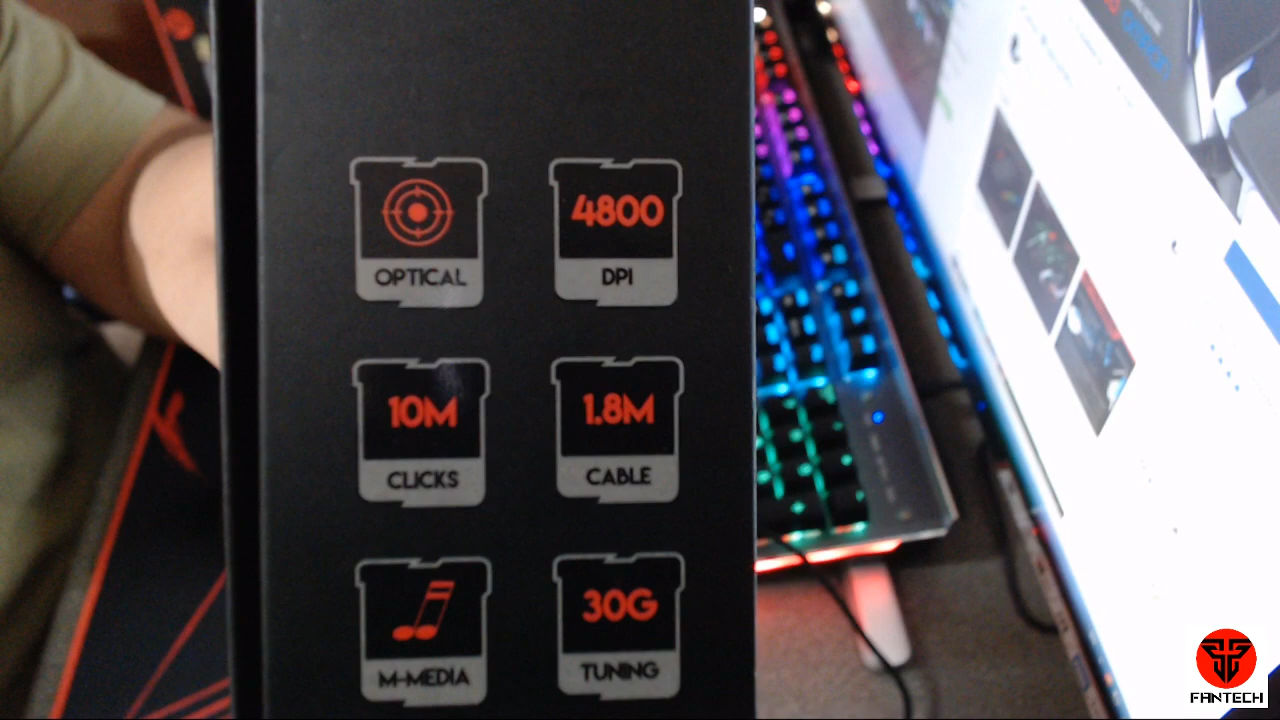 OPTICAL
4800
DPI
10M
CLICKS
1.8M
CABLE
M-MEDIA
30G
TUNING
FANTECH